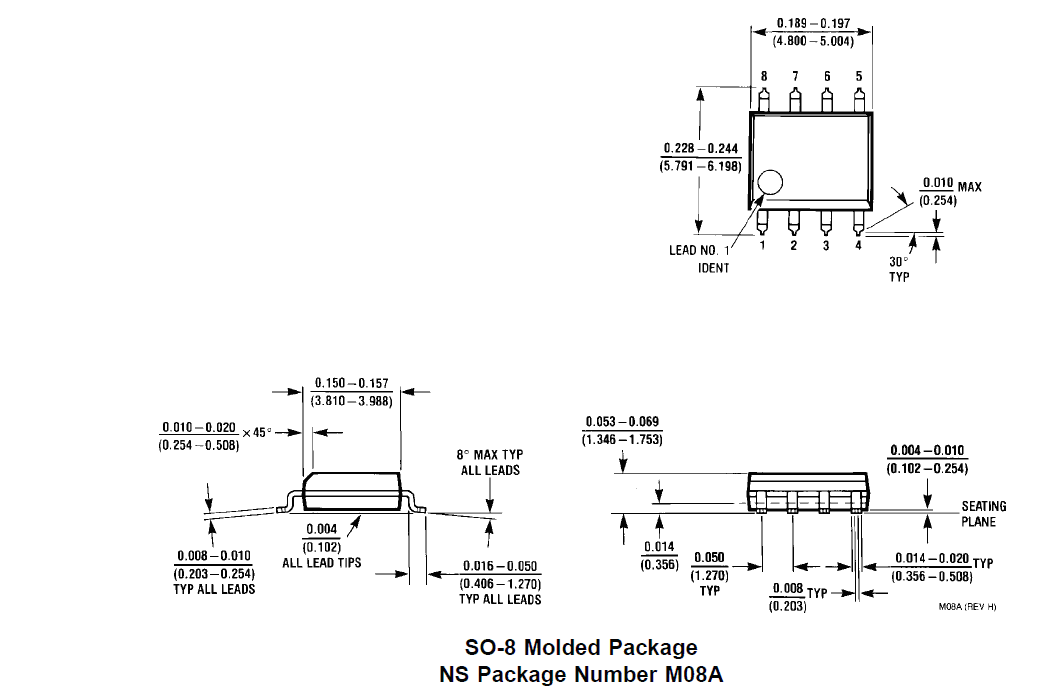 0.189 – 0.197
(4.800 – 5.004)
8 7 6 5
0.228 – 0.244
(5.791 – 6.198)
0.010 MAX
(0.254)
LEAD NO. 1
IDENT
1 2 3 4
30°
TYP
0.150 – 0.157
(3.810 – 3.988)
0.010 – 0.020 × 45°
(0.254 – 0.508)
8° MAX TYP
ALL LEADS
0.004
(0.102)
ALL LEAD TIPS
0.008 – 0.010
(0.203 – 0.254)
TYP ALL LEADS
0.016 – 0.050
(0.406 – 1.270)
TYP ALL LEADS
0.053 – 0.069
(1.346 – 1.753)
0.004 – 0.010
(0.102 – 0.254)
SEATING
PLANE
0.014
(0.356)
0.050
(1.270)
TYP
0.014 – 0.020 TYP
(0.356 – 0.508)
0.008 TYP
(0.203)
M08A (REV H)
SO-8 Molded Package
NS Package Number M08A